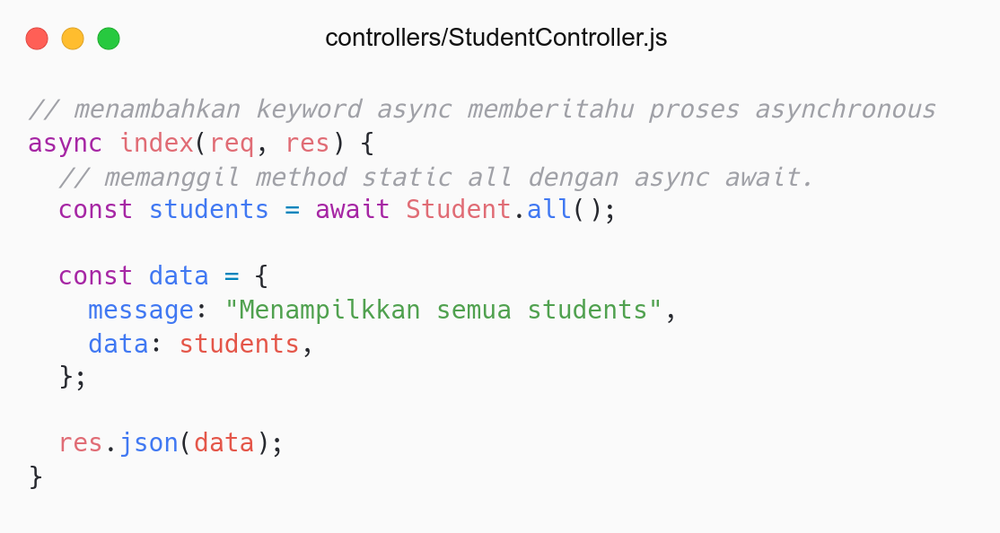 controllers/StudentController.js
// menambahkan keyword async memberitahu proses asynchronous
async index(req, res) {
  // memanggil method static all dengan async await.
  const students = await Student.all();

  const data = {
    message: "Menampilkkan semua students",
    data: students,
  };

  res.json(data);
}